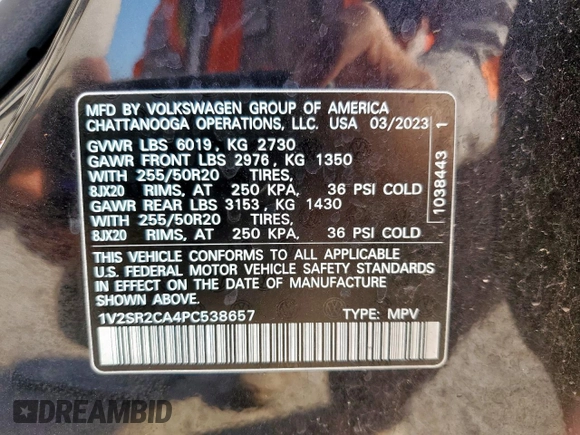 MFD BY VOLKSWAGEN GROUP OF AMERICA
CHATTANOOGA OPERATIONS, LLC. USA 03/2023
GVWR LBS 6019, KG 2730
GAWR FRONT LBS 2976, KG 1350
WITH 255/50R20 TIRES,
8JX20 RIMS, AT 250 KPA, 36 PSI COLD
GAWR REAR LBS 3153, KG 1430
WITH 255/50R20 TIRES,
8JX20 RIMS, AT 250 KPA, 36 PSI COLD
THIS VEHICLE CONFORMS TO ALL APPLICABLE
U.S. FEDERAL MOTOR VEHICLE SAFETY STANDARDS
IN EFFECT ON THE DATE OF MANUFACTURE
SHOWN ABOVE.
1V2SR2CA4PC538657 TYPE: MPV
1038443 1
DREAMBID